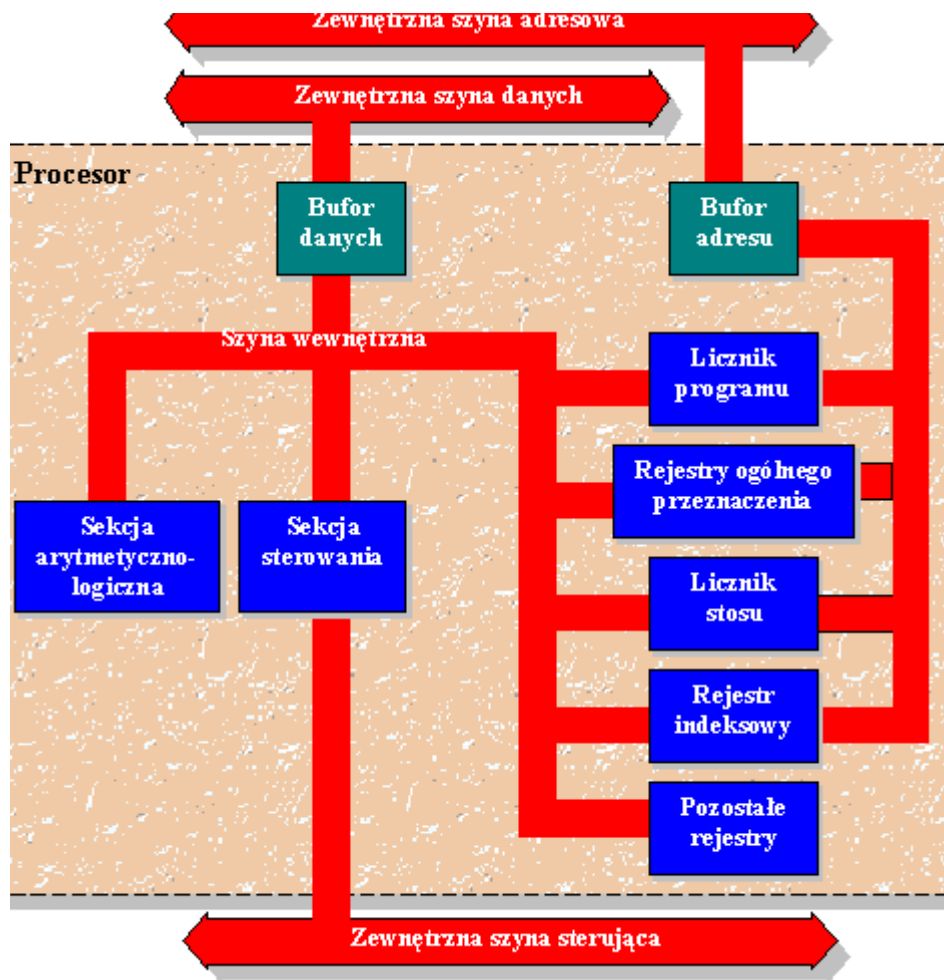 Zewnętrzna szyna adresowa
Zewnętrzna szyna danych
Procesor
Bufor
danych
Bufor
adresu
Szyna wewnętrzna
Licznik
programu
Rejestry ogólnego
przeznaczenia
Sekcja
arytmetyczno-
logiczna
Sekcja
sterowania
Licznik
stosu
Rejestr
indeksowy
Pozostałe
rejestry
Zewnętrzna szyna sterująca